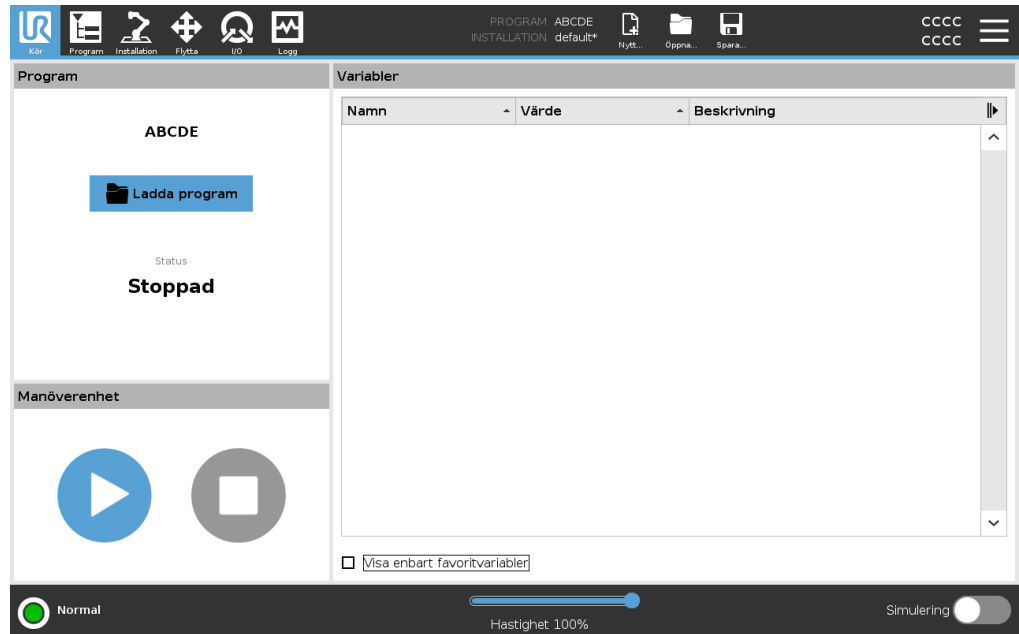 Kör
Program
Installation
Flytta
I/O
Logg
PROGRAM ABCDE
INSTALLATION default*
Nytt...
Öppna...
Spara...
CCCC
CCCC
Program
ABCDE
Ladda program
Status
Stoppad
Manöverenhet
Variabler
Namn
Värde
Beskrivning
Visa enbart favoritvariabler
Normal
Hastighet 100%
Simulering